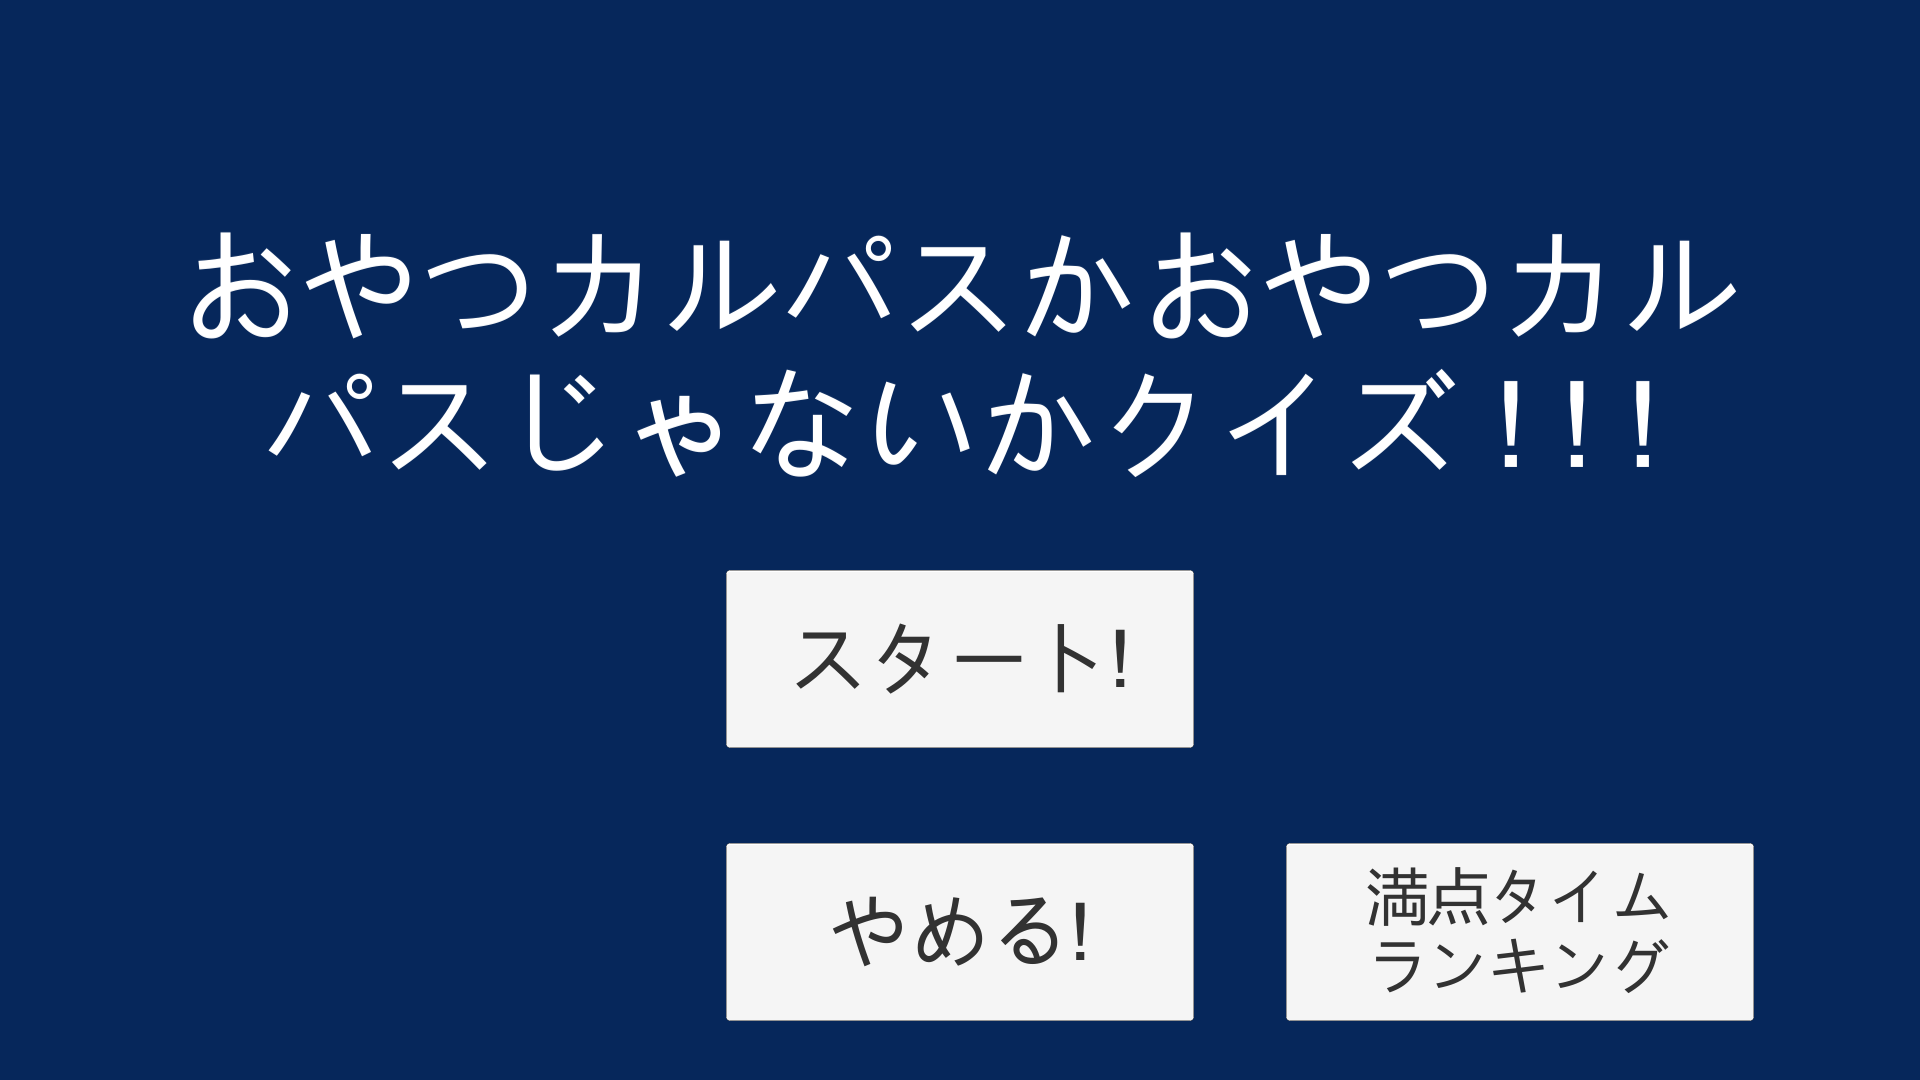 おやつカルパスかおやつカル
パスじゃないかクイズ！！！
スタート!
やめる!
満点タイム
ランキング